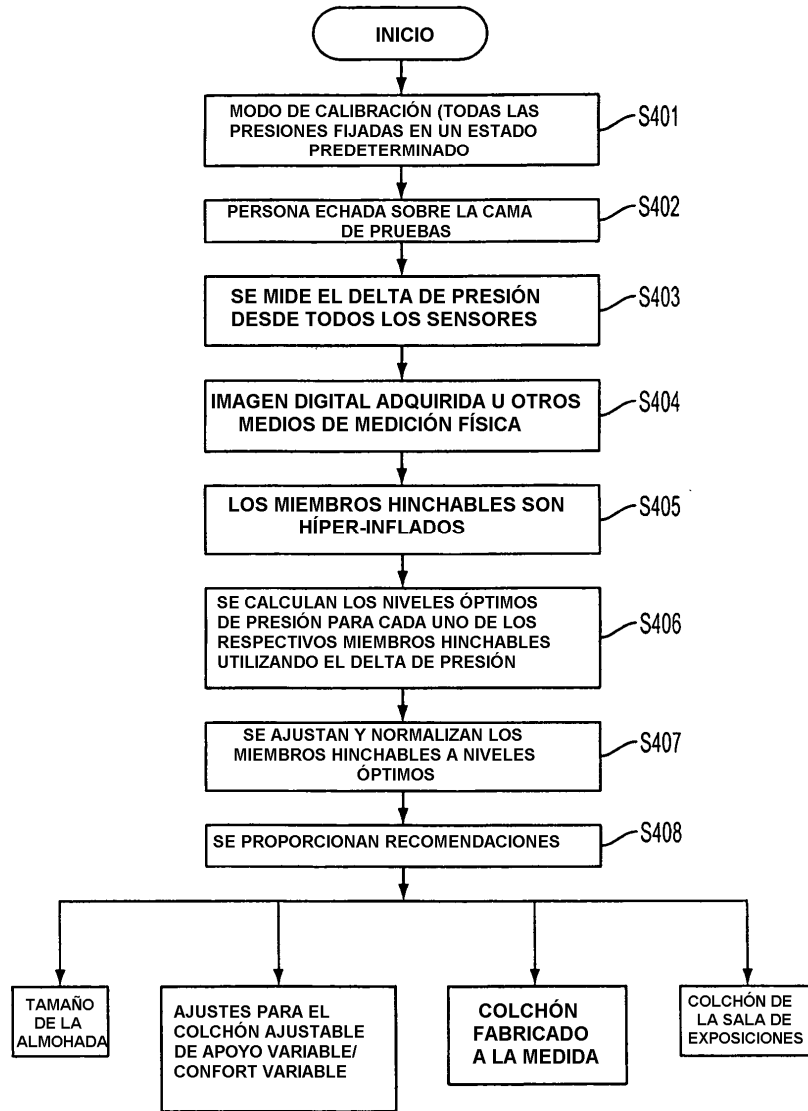 INICIO
MODO DE CALIBRACIÓN (TODAS LAS
PRESIONES FIJADAS EN UN ESTADO
PREDETERMINADO
S401
PERSONA ECHADA SOBRE LA CAMA
DE PRUEBAS
S402
SE MIDE EL DELTA DE PRESIÓN
DESDE TODOS LOS SENSORES
S403
IMAGEN DIGITAL ADQUIRIDA U OTROS
MEDIOS DE MEDICIÓN FÍSICA
S404
LOS MIEMBROS HINCHABLES SON
HÍPER-INFLADOS
S405
SE CALCULAN LOS NIVELES ÓPTIMOS
DE PRESIÓN PARA CADA UNO DE LOS
RESPECTIVOS MIEMBROS HINCHABLES
UTILIZANDO EL DELTA DE PRESIÓN
S406
SE AJUSTAN Y NORMALIZAN LOS
MIEMBROS HINCHABLES A NIVELES
ÓPTIMOS
S407
SE PROPORCIONAN RECOMENDACIONES
S408
TAMAÑO
DE LA
ALMOHADA
AJUSTES PARA EL
COLCHÓN AJUSTABLE
DE APOYO VARIABLE/
CONFORT VARIABLE
COLCHÓN
FABRICADO
A LA MEDIDA
COLCHÓN DE
LA SALA DE
EXPOSICIONES